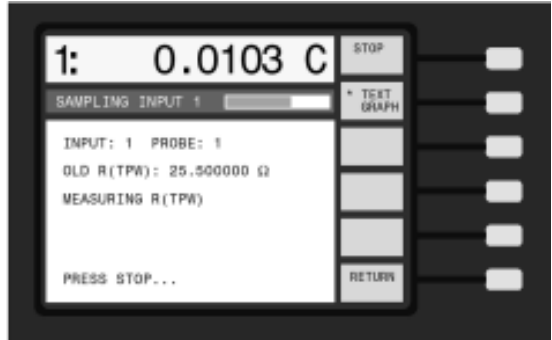 1: 0.0103 C
STOP
SAMPLING INPUT 1
* TEXT
GRAPH
INPUT: 1 PROBE: 1
OLD R(TPW): 25.500000 Ω
MEASURING R(TPW)
PRESS STOP...
RETURN